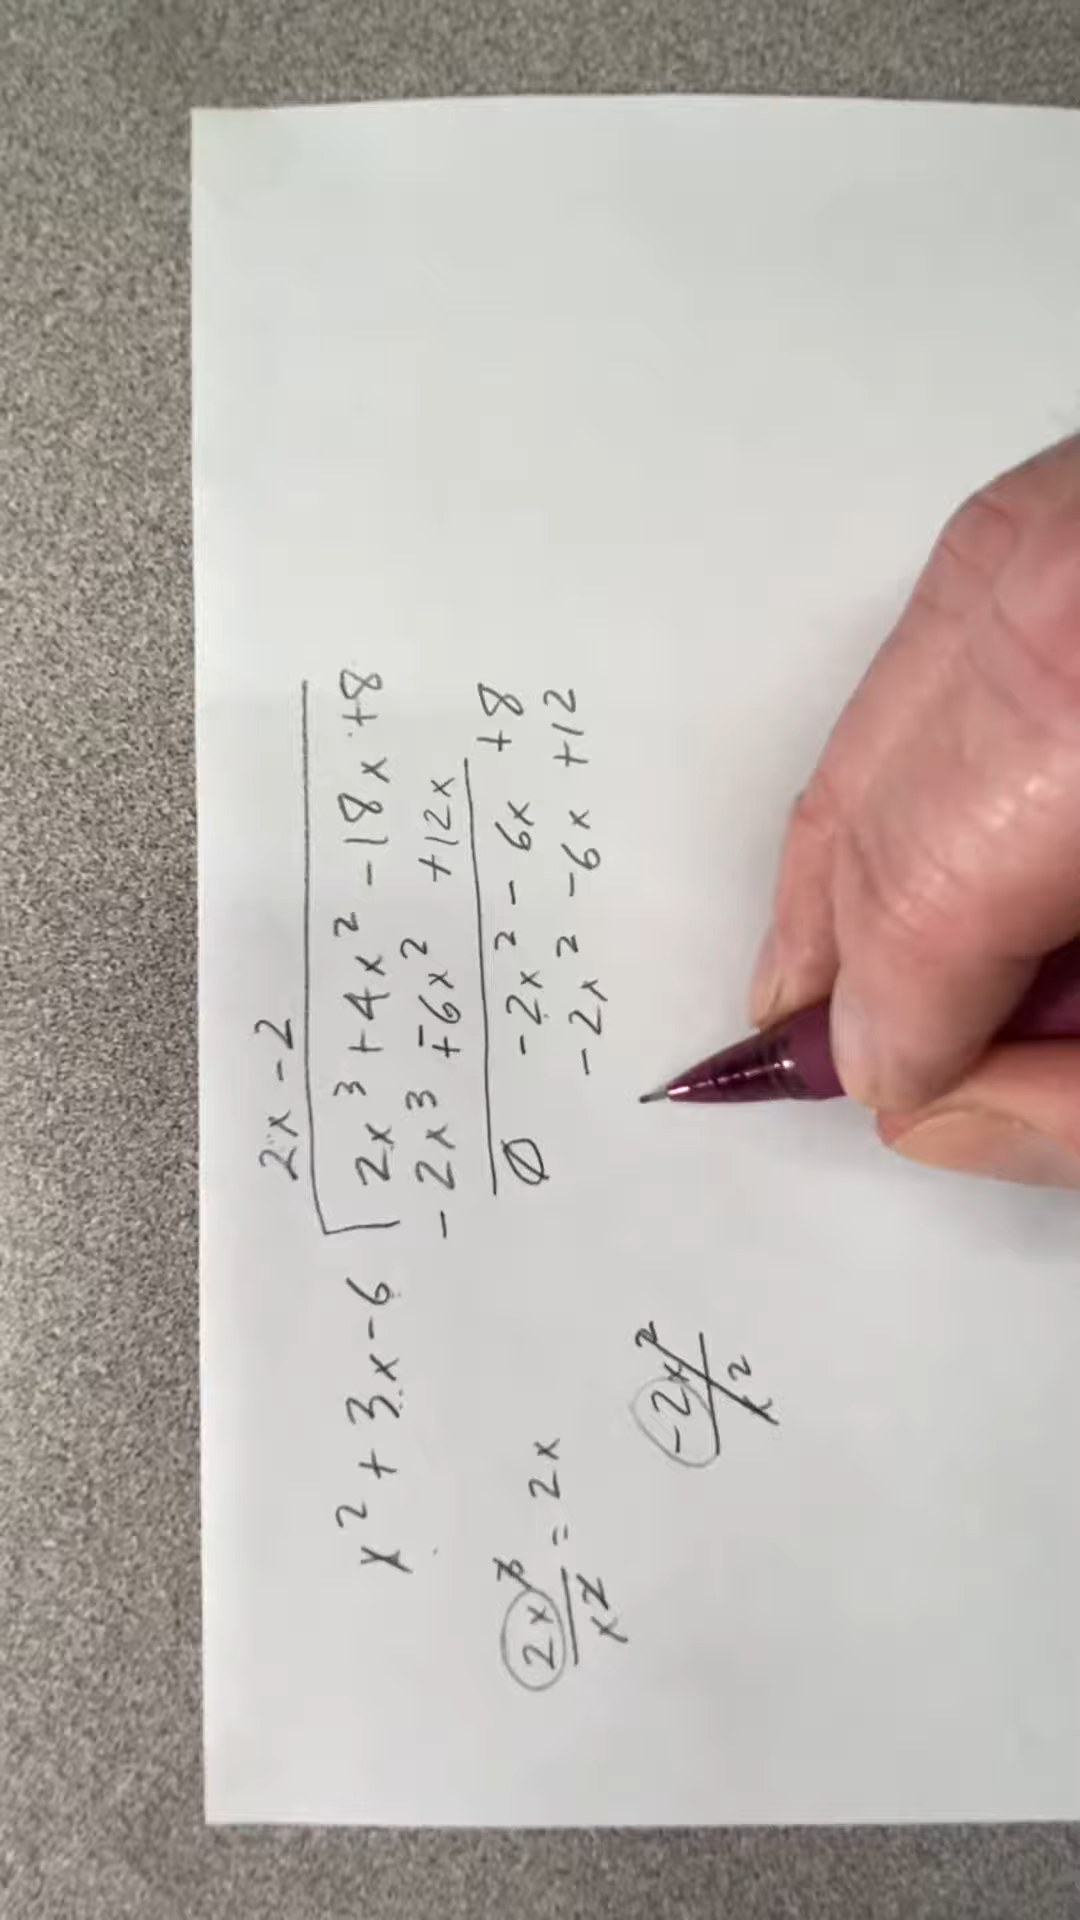 2x - 2
x² + 3x - 6 | 2x³ + 4x² - 18x + 8
- 2x³ +-6x² +12x
0 -2x² - 6x + 8
-2x² - 6x + 12
2x³/x² = 2x
-2x²/x²